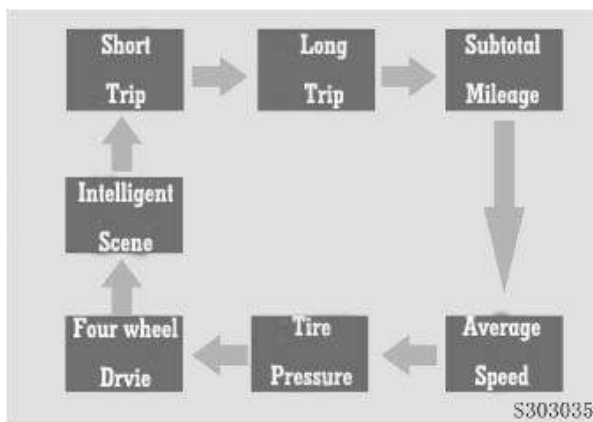 Short
Trip
Long
Trip
Subtotal
Mileage
Intelligent
Scene
Four wheel
Drvie
Tire
Pressure
Average
Speed
S303035